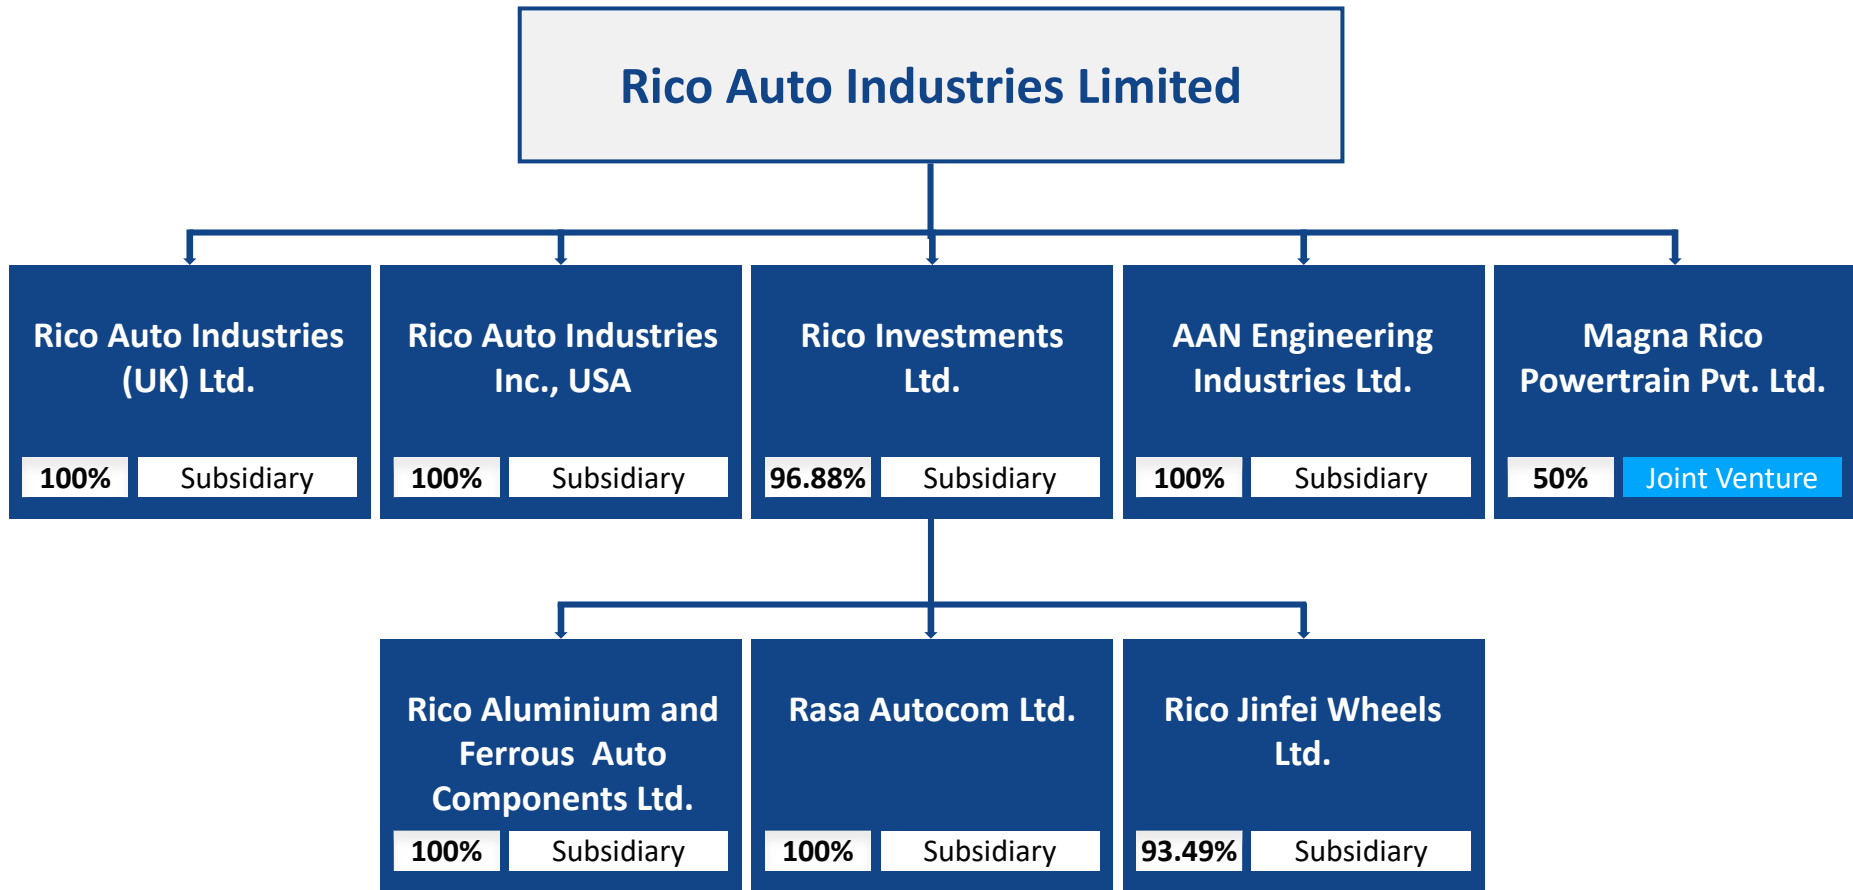 Rico Auto Industries Limited
Rico Auto Industries
(UK) Ltd.
100%
Subsidiary
Rico Auto Industries
Inc., USA
100%
Subsidiary
Rico Investments
Ltd.
96.88%
Subsidiary
AAN Engineering
Industries Ltd.
100%
Subsidiary
Magna Rico
Powertrain Pvt. Ltd.
50%
Joint Venture
Rico Aluminium and
Ferrous  Auto
Components Ltd.
100%
Subsidiary
Rasa Autocom Ltd.
100%
Subsidiary
Rico Jinfei Wheels
Ltd.
93.49%
Subsidiary